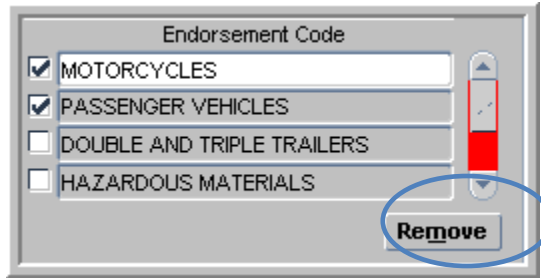 Endorsement Code
MOTORCYCLES
PASSENGER VEHICLES
DOUBLE AND TRIPLE TRAILERS
HAZARDOUS MATERIALS
Remove